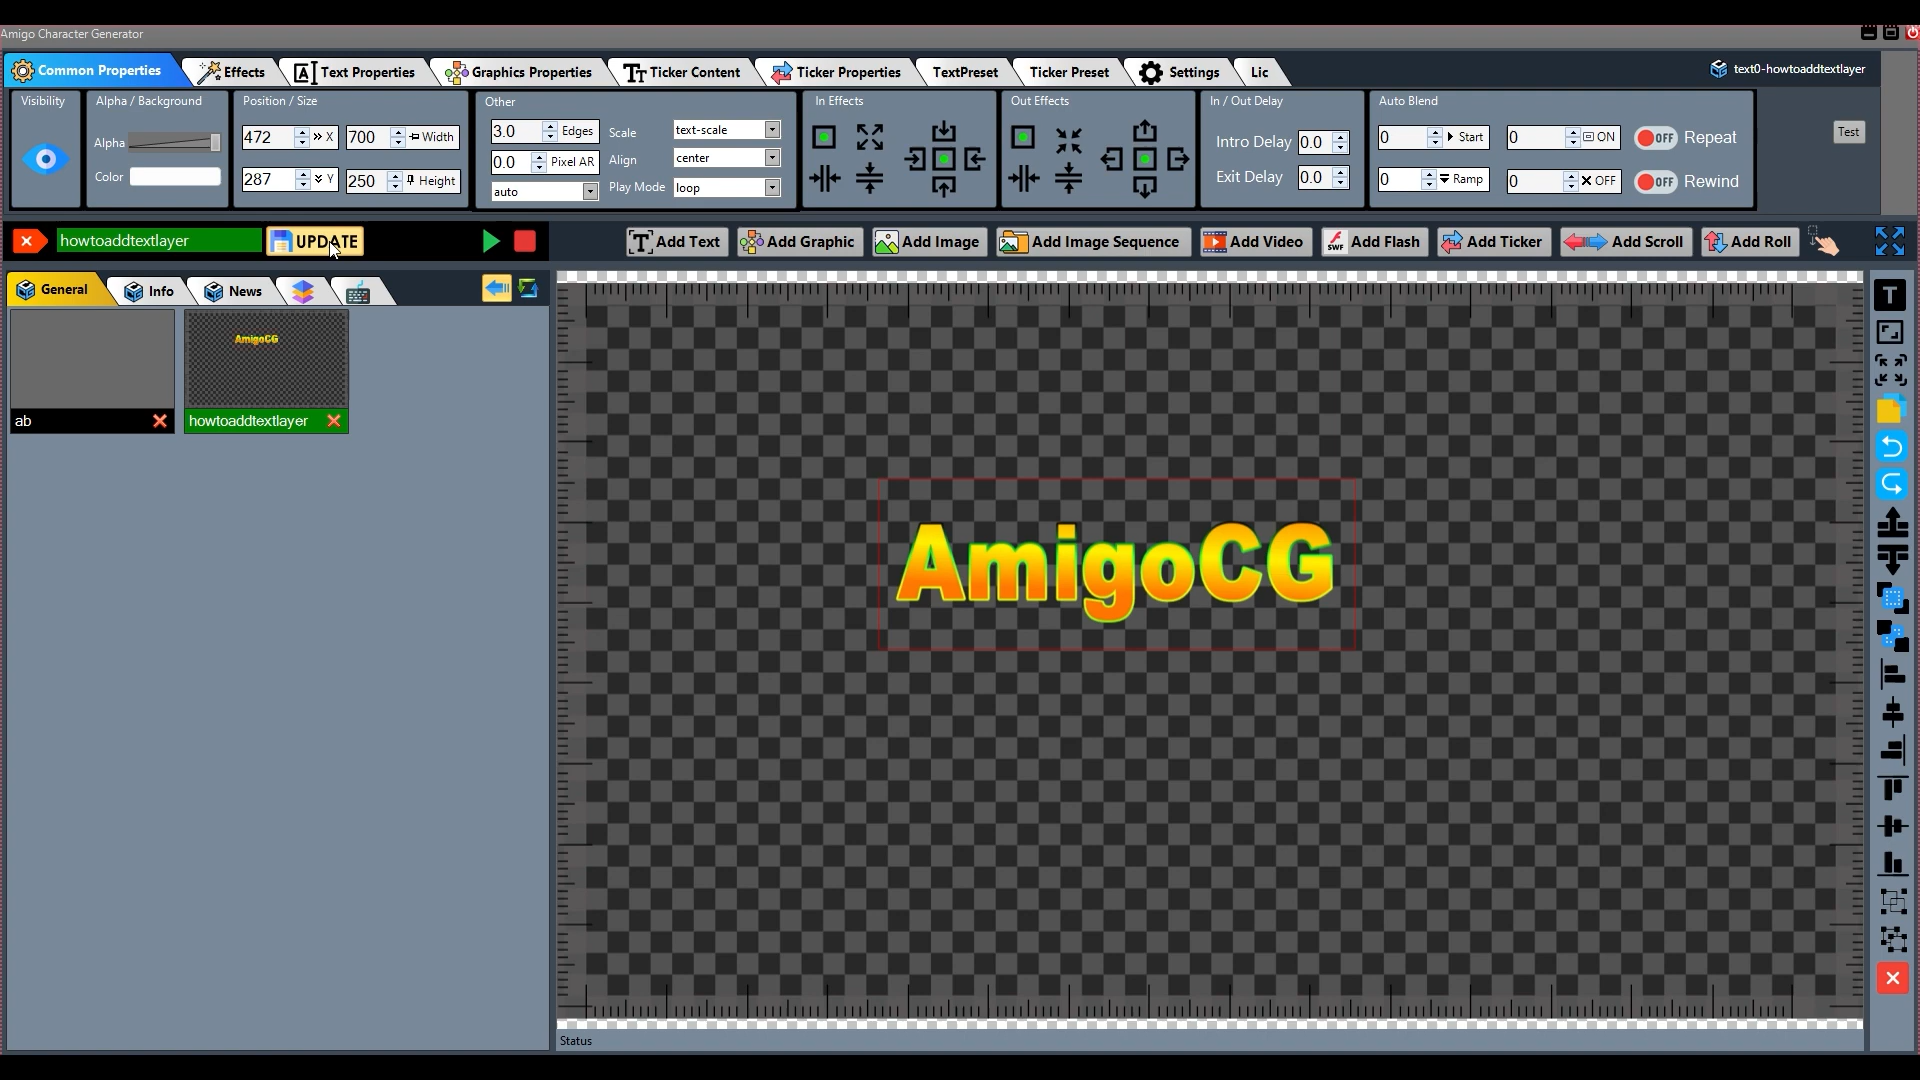 Amigo Character Generator
Common Properties
Effects
Text Properties
Graphics Properties
Ticker Content
Ticker Properties
TextPreset
Ticker Preset
Settings
Lic
text0-howtoaddtextlayer
Visibility
Alpha / Background
Position / Size
Other
In Effects
Out Effects
In / Out Delay
Auto Blend
Alpha
472 X
700 Width
3.0 Edges
Scale text-scale
Intro Delay 0.0
0 Start
0 ON
OFF Repeat
Test
0.0 Pixel AR
Align center
Color
287 Y
250 Height
auto
Play Mode loop
Exit Delay 0.0
0 Ramp
0 OFF
OFF Rewind
howtoaddtextlayer
UPDATE
Add Text
Add Graphic
Add Image
Add Image Sequence
Add Video
SWF Add Flash
Add Ticker
Add Scroll
Add Roll
General
Info
News
AmigoCG
ab
howtoaddtextlayer
AmigoCG
Status